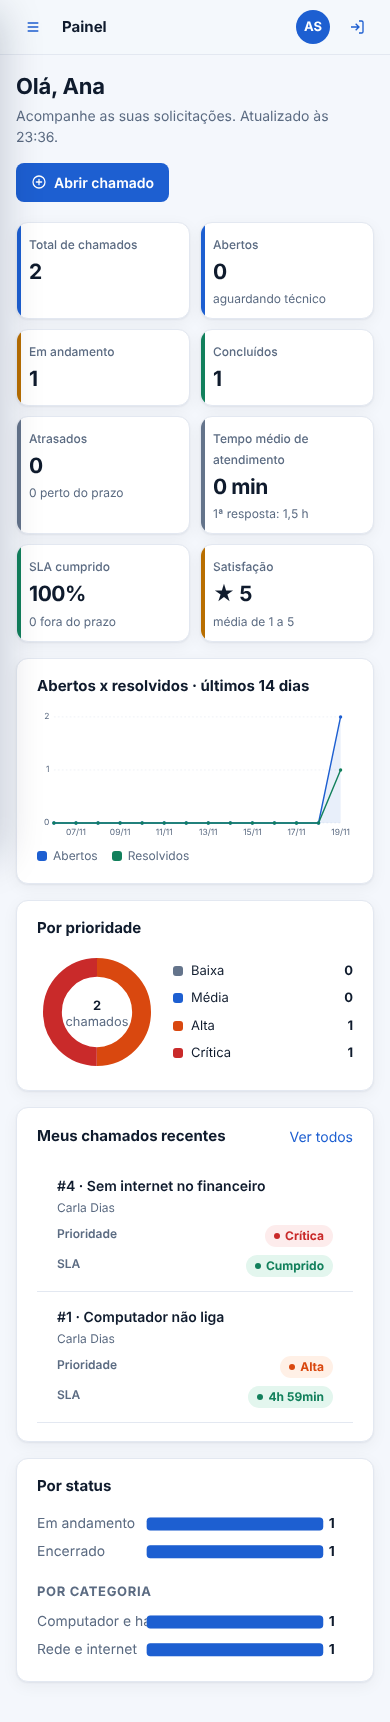 Painel
AS
Olá, Ana
Acompanhe as suas solicitações. Atualizado às
23:36.
Abrir chamado
Total de chamados
2
Abertos
0
aguardando técnico
Em andamento
1
Concluídos
1
Atrasados
0
0 perto do prazo
Tempo médio de
atendimento
0 min
1ª resposta: 1,5 h
SLA cumprido
100%
0 fora do prazo
Satisfação
★ 5
média de 1 a 5
Abertos x resolvidos · últimos 14 dias
2
1
0
07/11 09/11 11/11 13/11 15/11 17/11 19/11
Abertos Resolvidos
Por prioridade
2
chamados
Baixa 0
Média 0
Alta 1
Crítica 1
Meus chamados recentes Ver todos
#4 · Sem internet no financeiro
Carla Dias
Prioridade Crítica
SLA Cumprido
#1 · Computador não liga
Carla Dias
Prioridade Alta
SLA 4h 59min
Por status
Em andamento 1
Encerrado 1
POR CATEGORIA
Computador e 1
Rede e internet 1